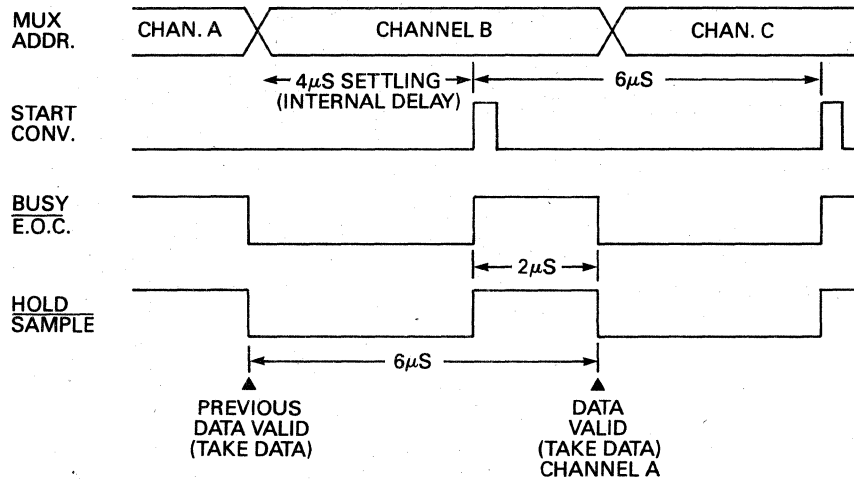 MUX
ADDR.
CHAN. A
CHANNEL B
CHAN. C
4μS SETTLING
(INTERNAL DELAY)
6μS
START
CONV.
BUSY
E.O.C.
2μS
HOLD
SAMPLE
6μS
PREVIOUS
DATA VALID
(TAKE DATA)
DATA
VALID
(TAKE DATA)
CHANNEL A